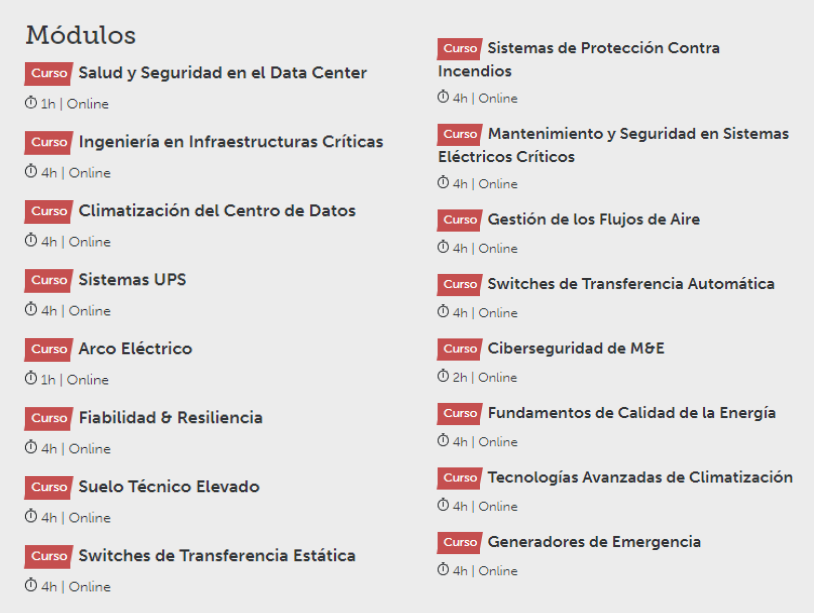 Módulos
Curso Salud y Seguridad en el Data Center
1h | Online
Curso Ingeniería en Infraestructuras Críticas
4h | Online
Curso Climatización del Centro de Datos
4h | Online
Curso Sistemas UPS
4h | Online
Curso Arco Eléctrico
1h | Online
Curso Fiabilidad & Resiliencia
4h | Online
Curso Suelo Técnico Elevado
4h | Online
Curso Switches de Transferencia Estática
4h | Online
Curso Sistemas de Protección Contra
Incendios
4h | Online
Curso Mantenimiento y Seguridad en Sistemas
Eléctricos Críticos
4h | Online
Curso Gestión de los Flujos de Aire
4h | Online
Curso Switches de Transferencia Automática
4h | Online
Curso Ciberseguridad de M&E
2h | Online
Curso Fundamentos de Calidad de la Energía
4h | Online
Curso Tecnologías Avanzadas de Climatización
4h | Online
Curso Generadores de Emergencia
4h | Online